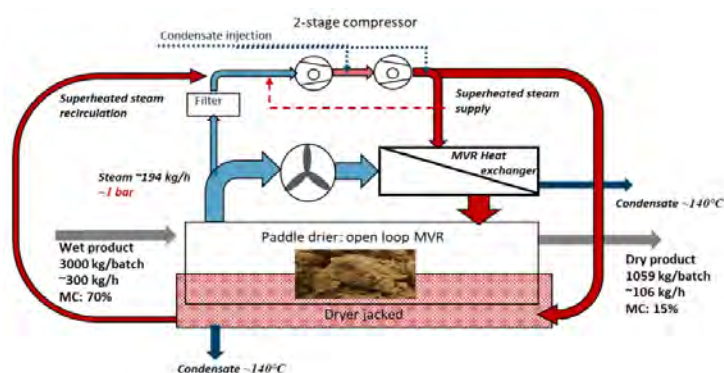 2-stage compressor
Condensate injection
Superheated steam
recirculation
Filter
Superheated steam
supply
MVR Heat
exchanger
Steam ~194 kg/h
~1 bar
Condensate ~140°C
Wet product
3000 kg/batch
~300 kg/h
MC: 70%
Paddle drier: open loop MVR
Dry product
1059 kg/batch
~106 kg/h
MC: 15%
Dryer jacked
Condensate ~140°C